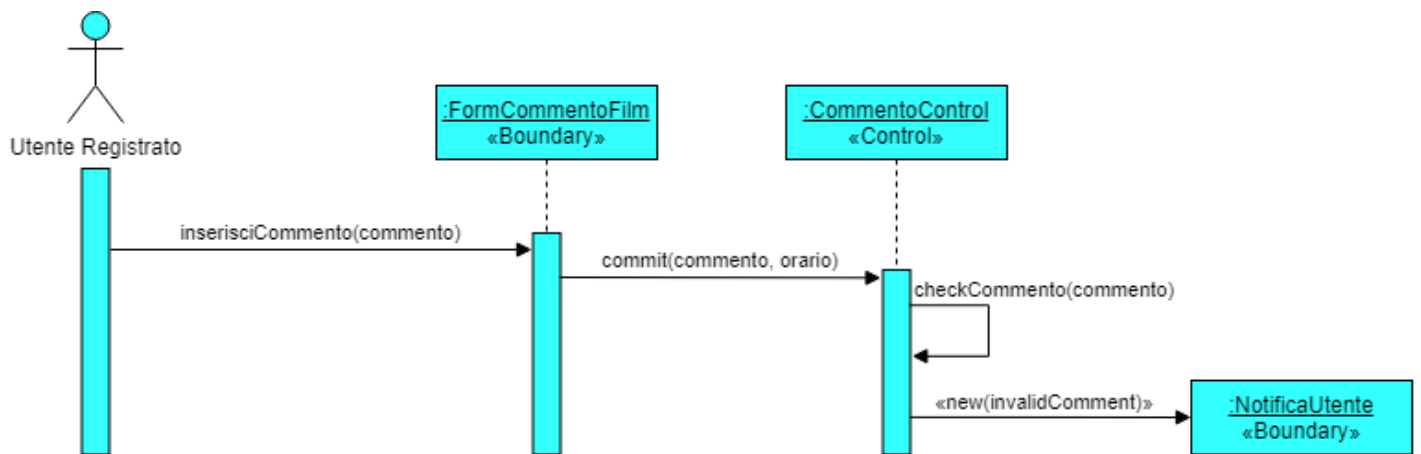 :FormCommentoFilm
«Boundary»
:CommentoControl
«Control»
Utente Registrato
inserisciCommento(commento)
commit(commento, orario)
checkCommento(commento)
«new(invalidComment)»
:NotificaUtente
«Boundary»